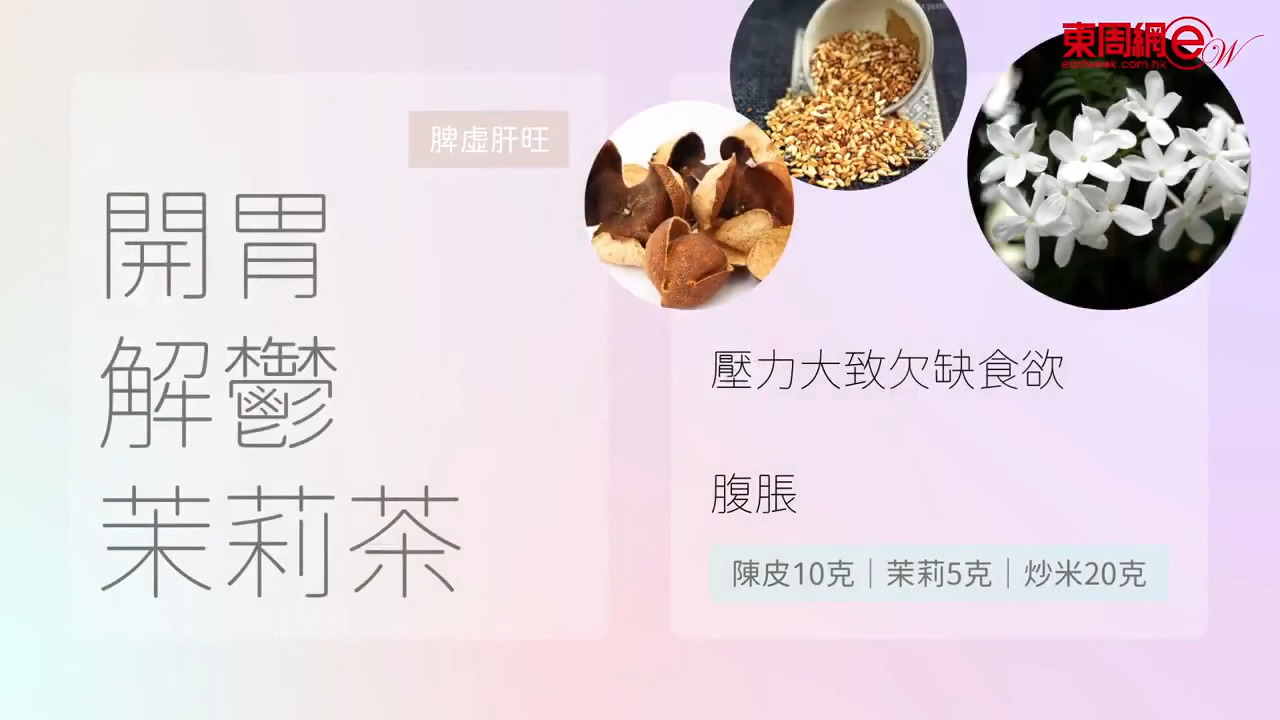 東周網
eastweek.com.hk
脾虛肝旺
開胃
解鬱
茉莉茶
壓力大致欠缺食欲
腹脹
陳皮10克｜茉莉5克｜炒米20克